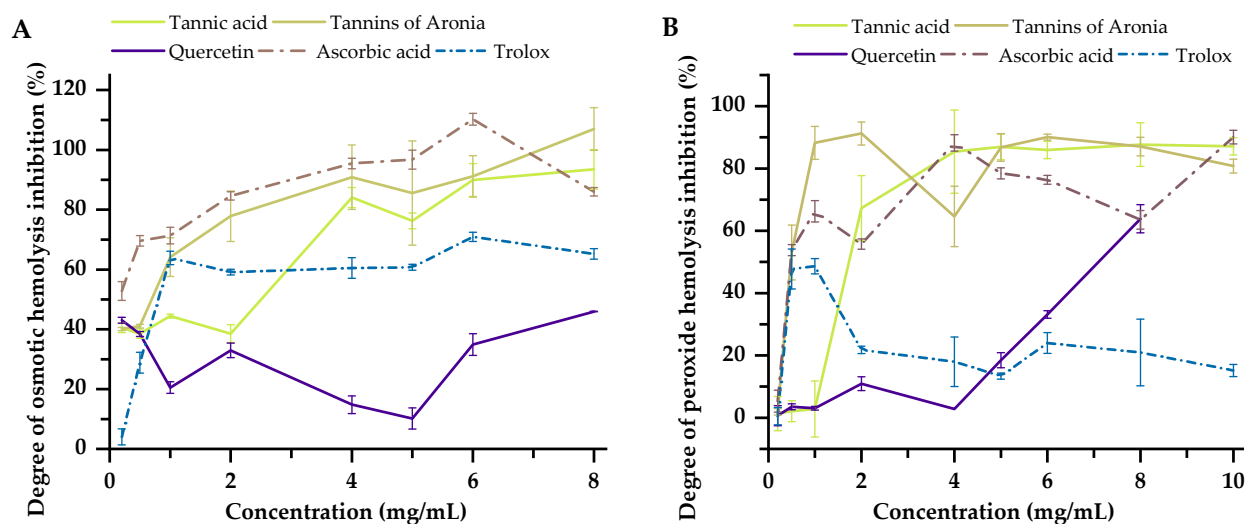 A
Tannic acid
Tannins of Aronia
Quercetin
Ascorbic acid
Trolox
Degree of osmotic hemolysis inhibition (%)
120
100
80
60
40
20
0
2
4
6
8
Concentration (mg/mL)
B
Tannic acid
Tannins of Aronia
Quercetin
Ascorbic acid
Trolox
Degree of peroxide hemolysis inhibition (%)
100
80
60
40
20
0
0
2
4
6
8
10
Concentration (mg/mL)